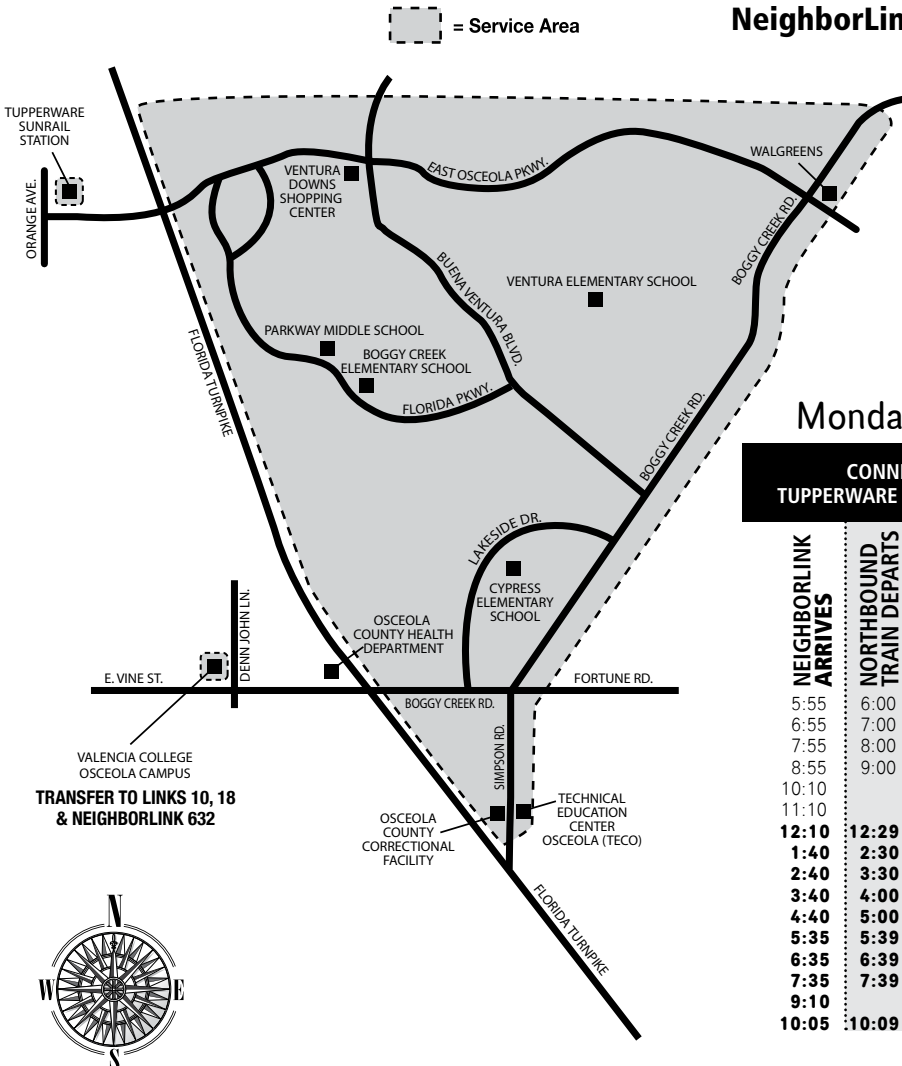 = Service Area
NeighborLin
TUPPERWARE
SUNRAIL
STATION
ORANGE AVE.
VENTURA
DOWNS
SHOPPING
CENTER
EAST OSCEOLA PKWY.
WALGREENS
BOGGY CREEK RD.
BUENA VENTURA BLVD.
VENTURA ELEMENTARY SCHOOL
PARKWAY MIDDLE SCHOOL
BOGGY CREEK
ELEMENTARY SCHOOL
FLORIDA PKWY.
FLORIDA TURNPIKE
BOGGY CREEK RD.
LAKESIDE DR.
CYPRESS
ELEMENTARY
SCHOOL
DENN JOHN LN.
OSCEOLA
COUNTY HEALTH
DEPARTMENT
E. VINE ST.
BOGGY CREEK RD.
FORTUNE RD.
SIMPSON RD.
VALENCIA COLLEGE
OSCEOLA CAMPUS
TRANSFER TO LINKS 10, 18
& NEIGHBORLINK 632
OSCEOLA
COUNTY
CORRECTIONAL
FACILITY
TECHNICAL
EDUCATION
CENTER
OSCEOLA (TECO)
FLORIDA TURNPIKE
N
W E
S
Monda
CONNE
TUPPERWARE
NEIGHBORLINK
ARRIVES
NORTHBOUND
TRAIN DEPARTS
5:55 6:00
6:55 7:00
7:55 8:00
8:55 9:00
10:10
11:10
12:10 12:29
1:40 2:30
2:40 3:30
3:40 4:00
4:40 5:00
5:35 5:39
6:35 6:39
7:35 7:39
9:10
10:05 10:09